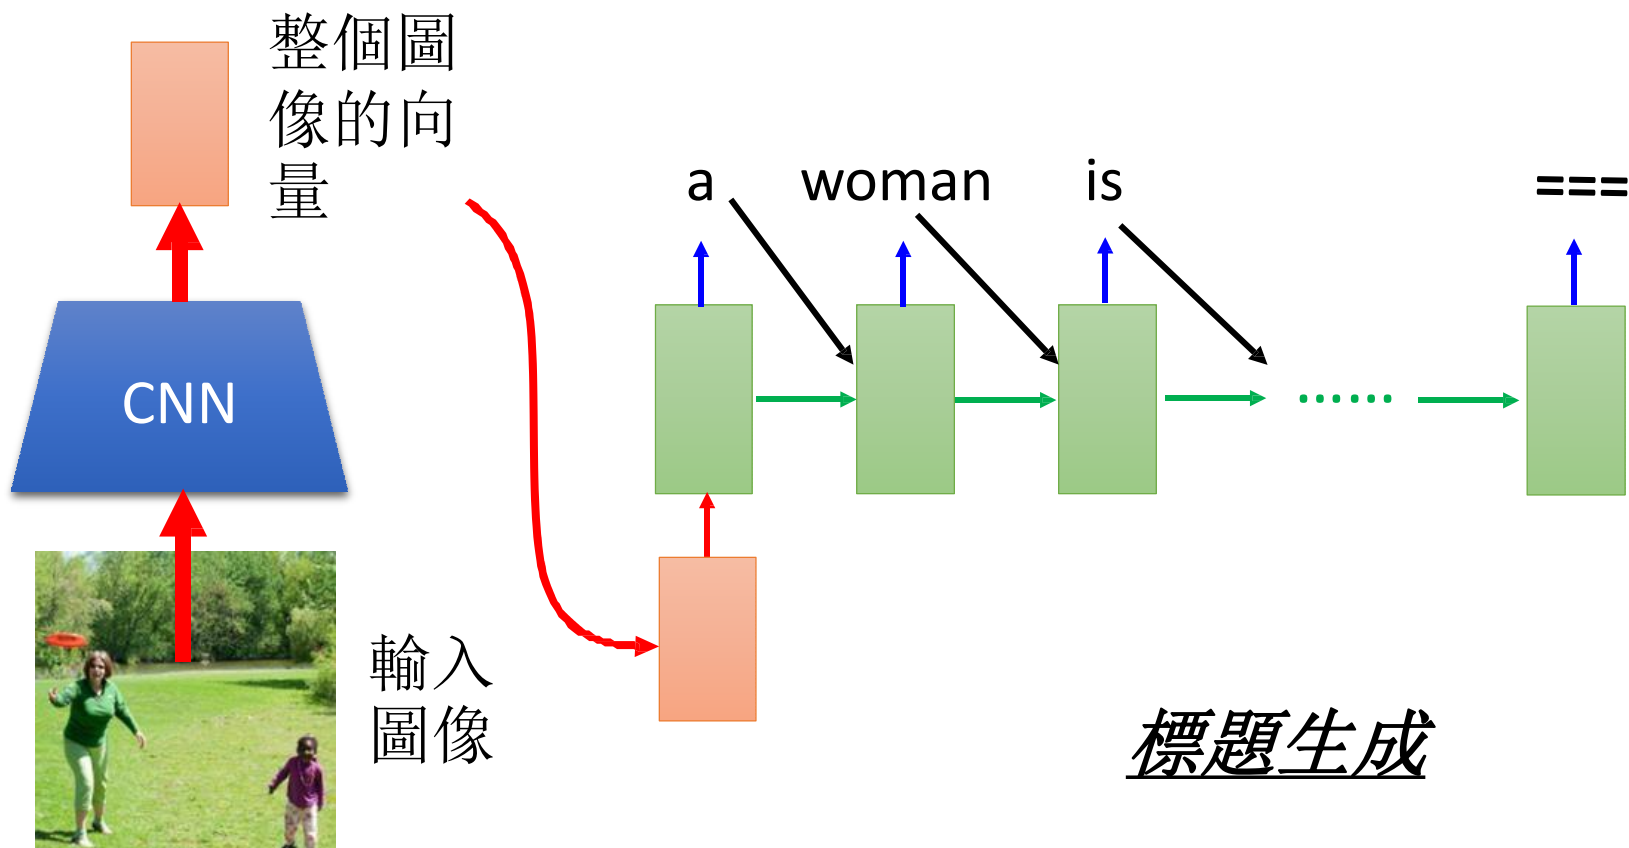 整個圖
像的向
量
a woman is ===
CNN
......
輸入
圖像
標題生成